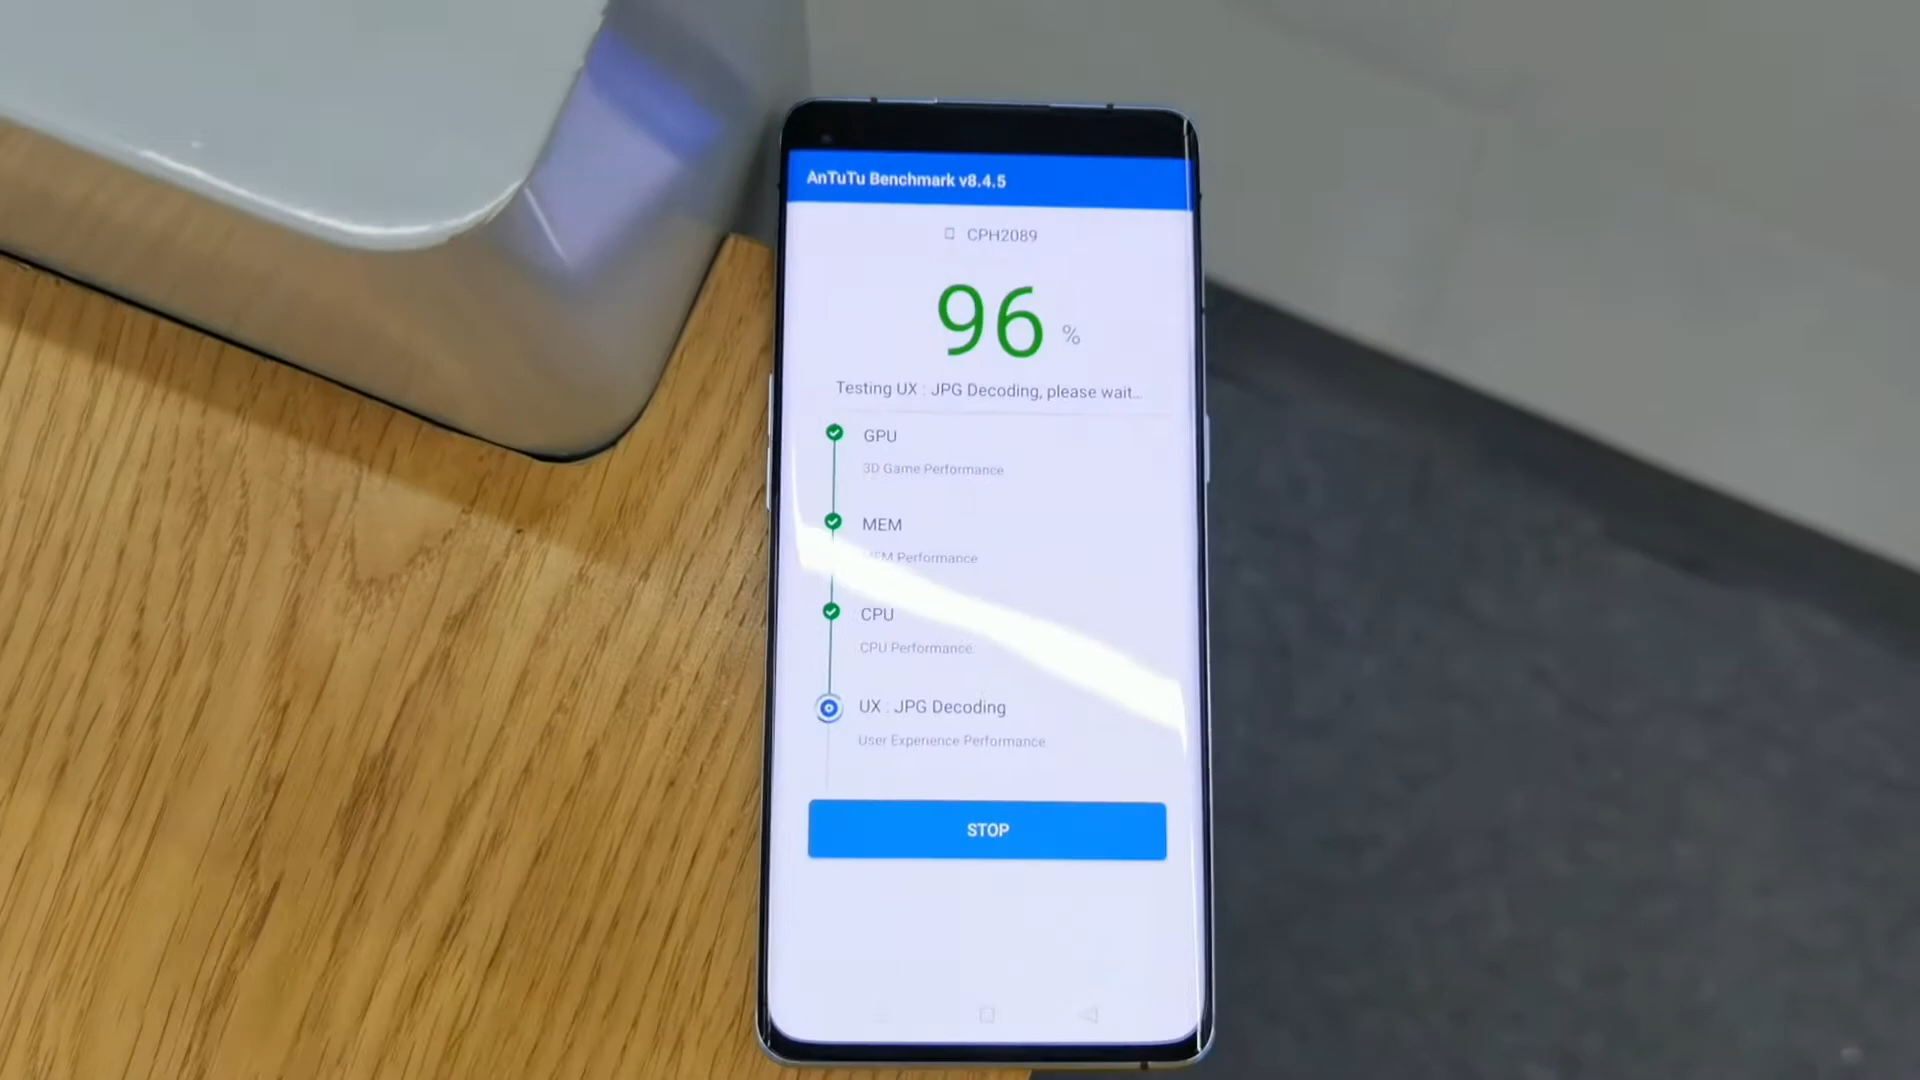 AnTuTu Benchmark v8.4.5
CPH2089
96 %
Testing UX : JPG Decoding, please wait...
GPU
3D Game Performance
MEM
MEM Performance
CPU
CPU Performance
UX : JPG Decoding
User Experience Performance
STOP